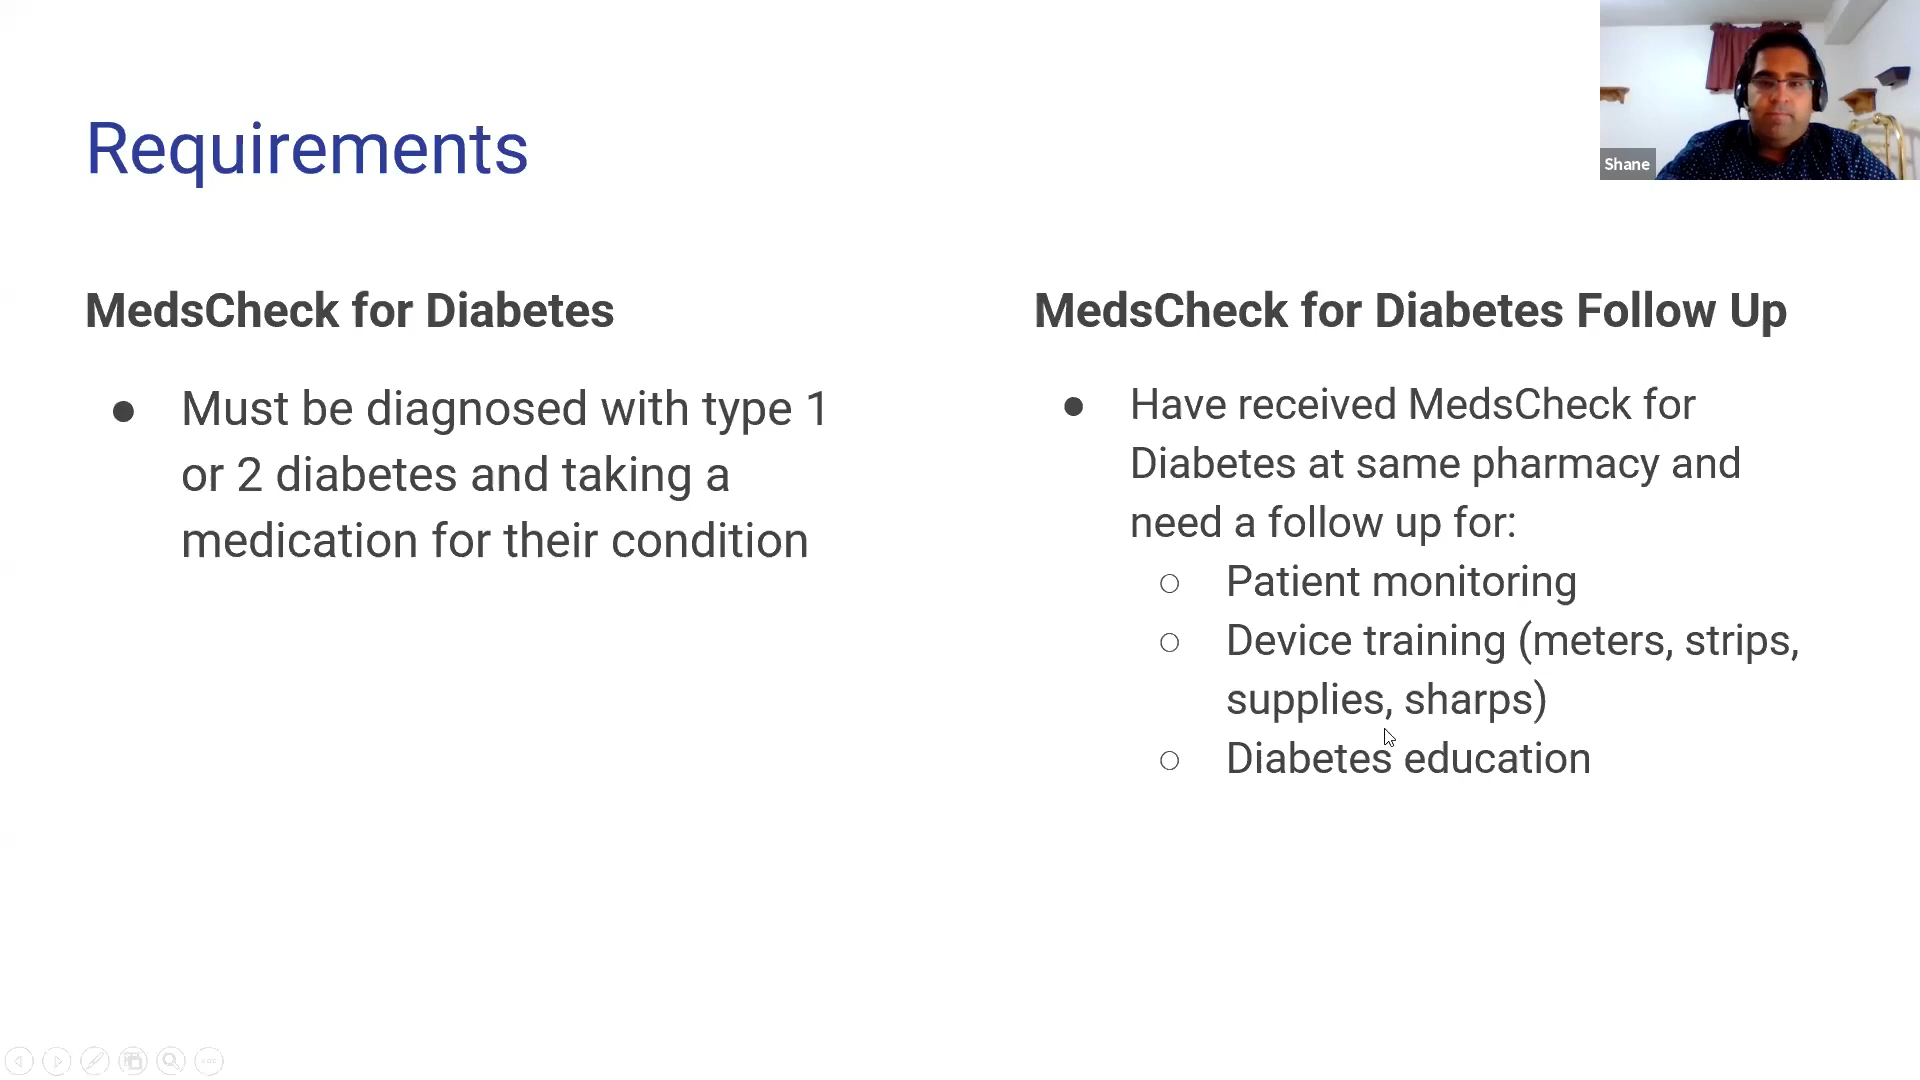 Requirements
Shane
MedsCheck for Diabetes
● Must be diagnosed with type 1
or 2 diabetes and taking a
medication for their condition
MedsCheck for Diabetes Follow Up
● Have received MedsCheck for
Diabetes at same pharmacy and
need a follow up for:
○ Patient monitoring
○ Device training (meters, strips,
supplies, sharps)
○ Diabetes education